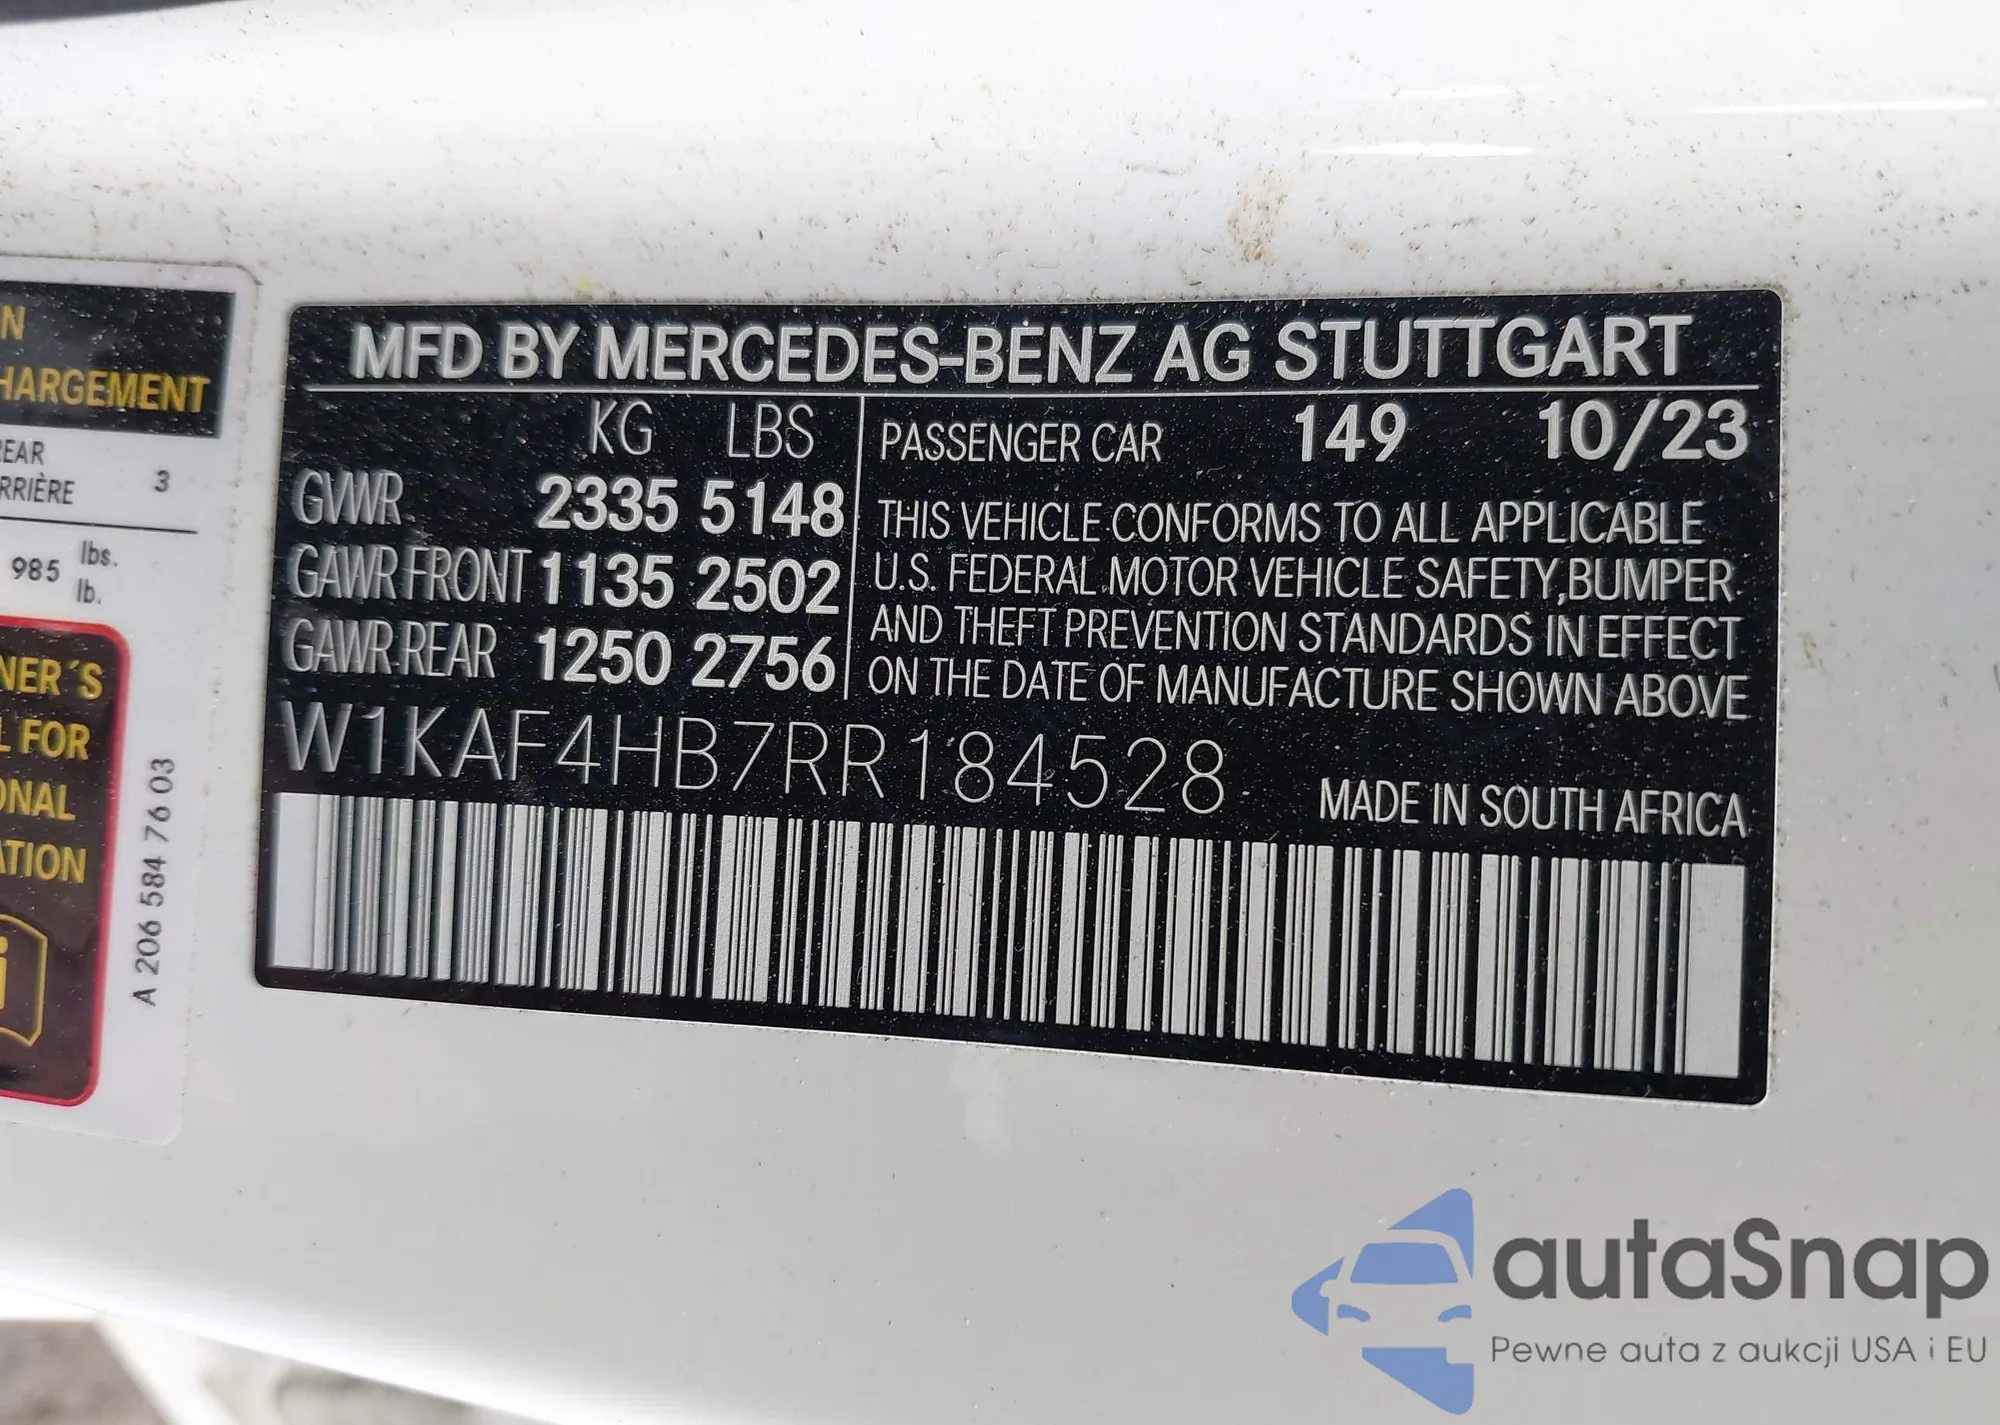 N
HARGEMENT
EAR
RRIÈRE 3
985 lbs.
lb.
NER´S
L FOR
ONAL
ATION
i
A 206 584 76 03
MFD BY MERCEDES-BENZ AG STUTTGART
KG LBS
GVWR 2335 5148
GAWR FRONT 1135 2502
GAWR REAR 1250 2756
PASSENGER CAR 149 10/23
THIS VEHICLE CONFORMS TO ALL APPLICABLE
U.S. FEDERAL MOTOR VEHICLE SAFETY,BUMPER
AND THEFT PREVENTION STANDARDS IN EFFECT
ON THE DATE OF MANUFACTURE SHOWN ABOVE
W1KAF4HB7RR184528
MADE IN SOUTH AFRICA
autaSnap
Pewne auta z aukcji USA i EU